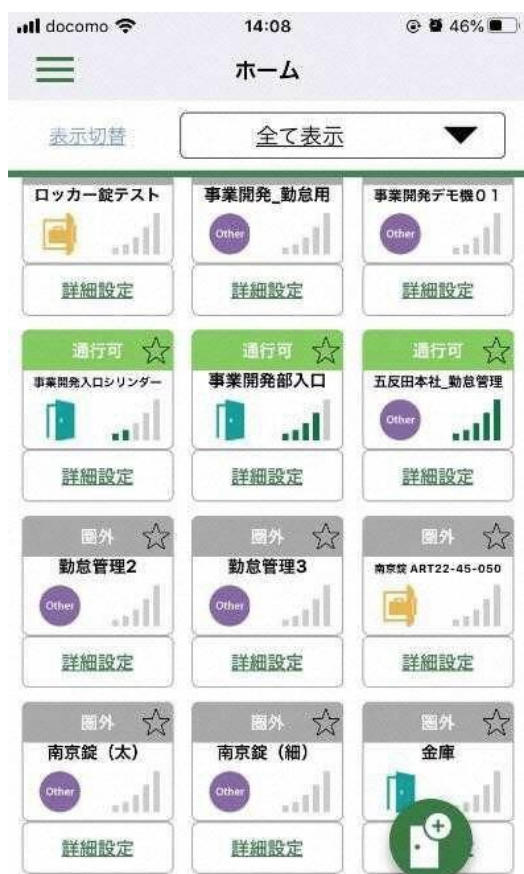 docomo 14:08 46%
ホーム
表示切替 全て表示
ロッカー錠テスト 事業開発_勤怠用 事業開発デモ機01
Other Other
詳細設定 詳細設定 詳細設定
通行可 通行可 通行可
事業開発入口シリンダー 事業開発部入口 五反田本社_勤怠管理
Other
詳細設定 詳細設定 詳細設定
圏外 圏外 圏外
勤怠管理2 勤怠管理3 南京錠 ART22-45-050
Other Other
詳細設定 詳細設定 詳細設定
圏外 圏外 圏外
南京錠（太） 南京錠（細） 金庫
Other Other
詳細設定 詳細設定